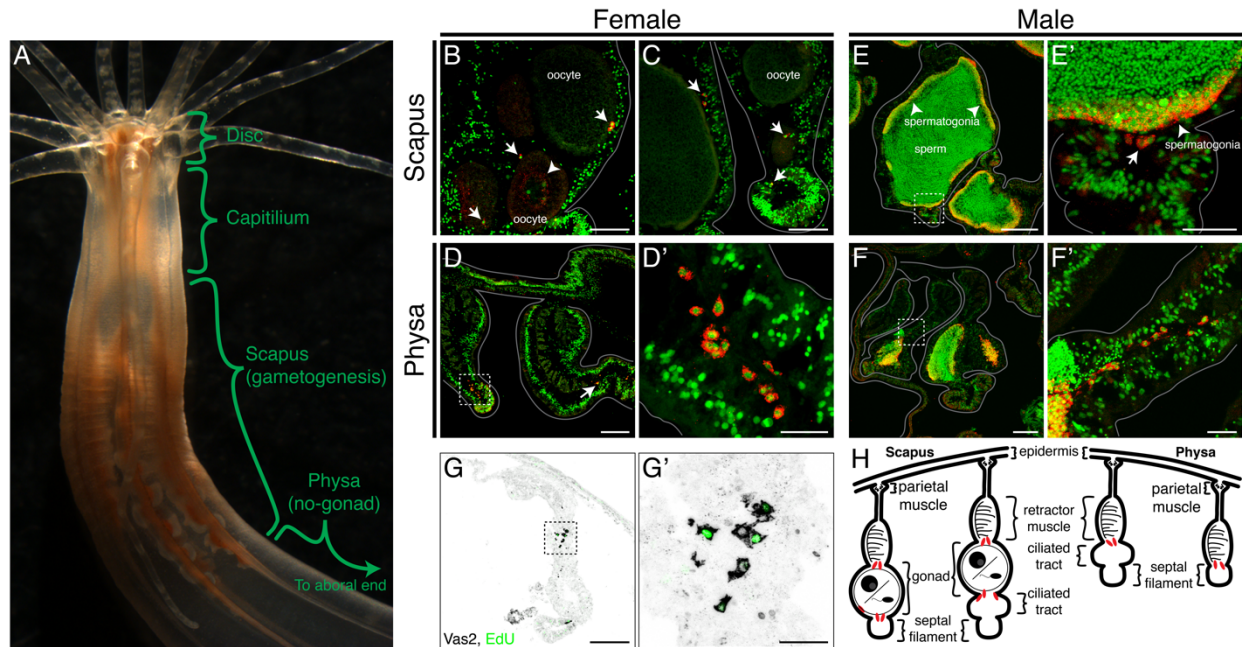 Female
Male
Scapus
Physa
A
Disc
Capitilium
Scapus
(gametogenesis)
Physa
(no-gonad)
To aboral end
B
oocyte
oocyte
C
oocyte
E
spermatogonia
sperm
E'
spermatogonia
D
D'
F
F'
G
Vas2, EdU
G'
H
Scapus
epidermis
Physa
parietal
muscle
parietal
muscle
retractor
muscle
ciliated
tract
septal
filament
gonad
ciliated
tract
septal
filament